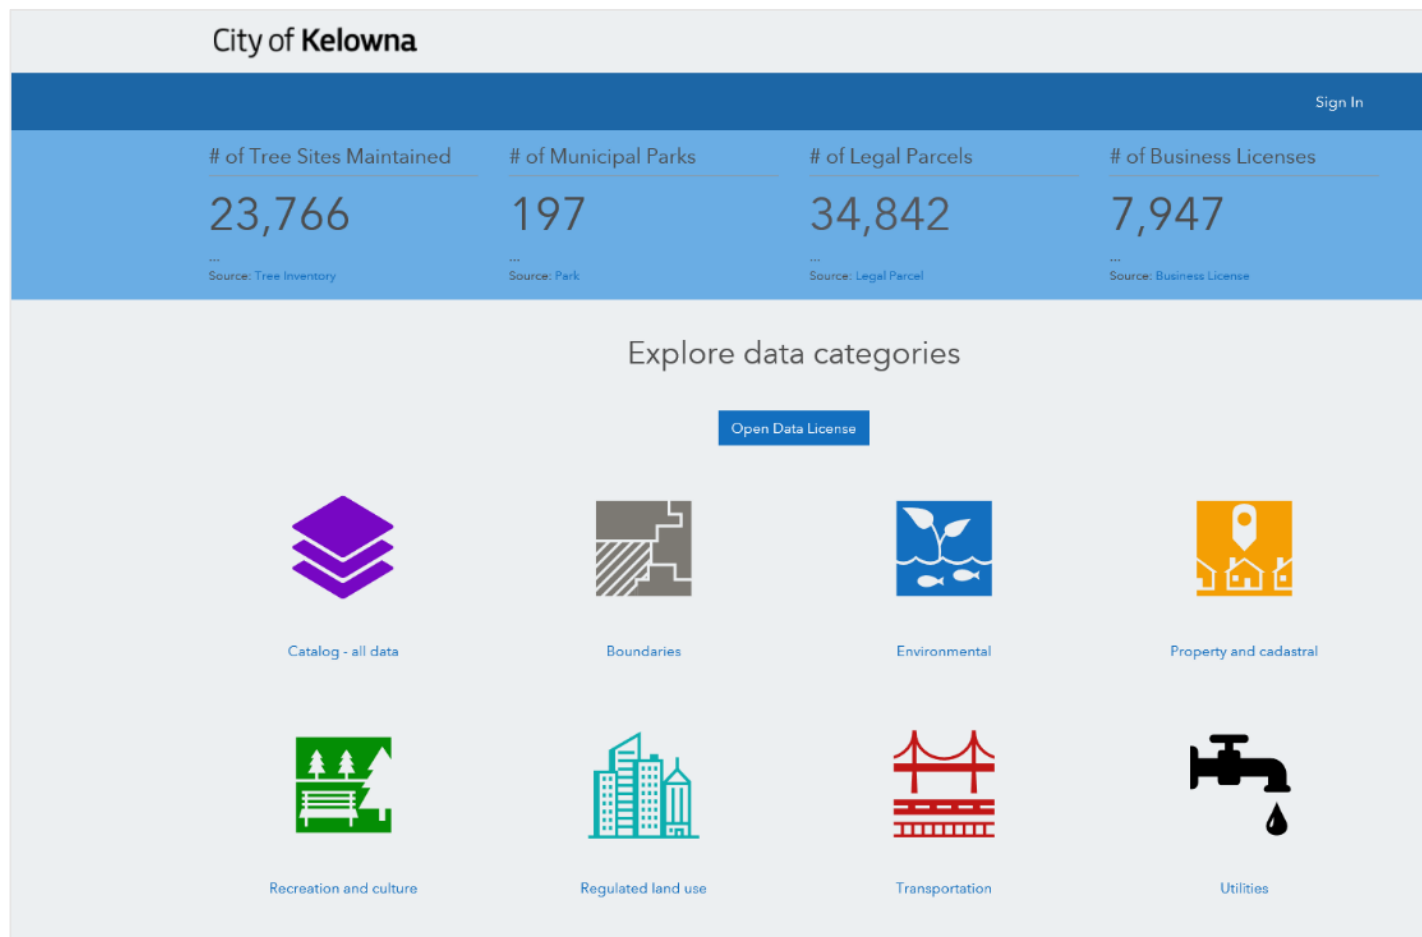 City of Kelowna
Sign In
# of Tree Sites Maintained
23,766
...
Source: Tree Inventory
# of Municipal Parks
197
...
Source: Park
# of Legal Parcels
34,842
...
Source: Legal Parcel
# of Business Licenses
7,947
...
Source: Business License
Explore data categories
Open Data License
Catalog - all data
Boundaries
Environmental
Property and cadastral
Recreation and culture
Regulated land use
Transportation
Utilities